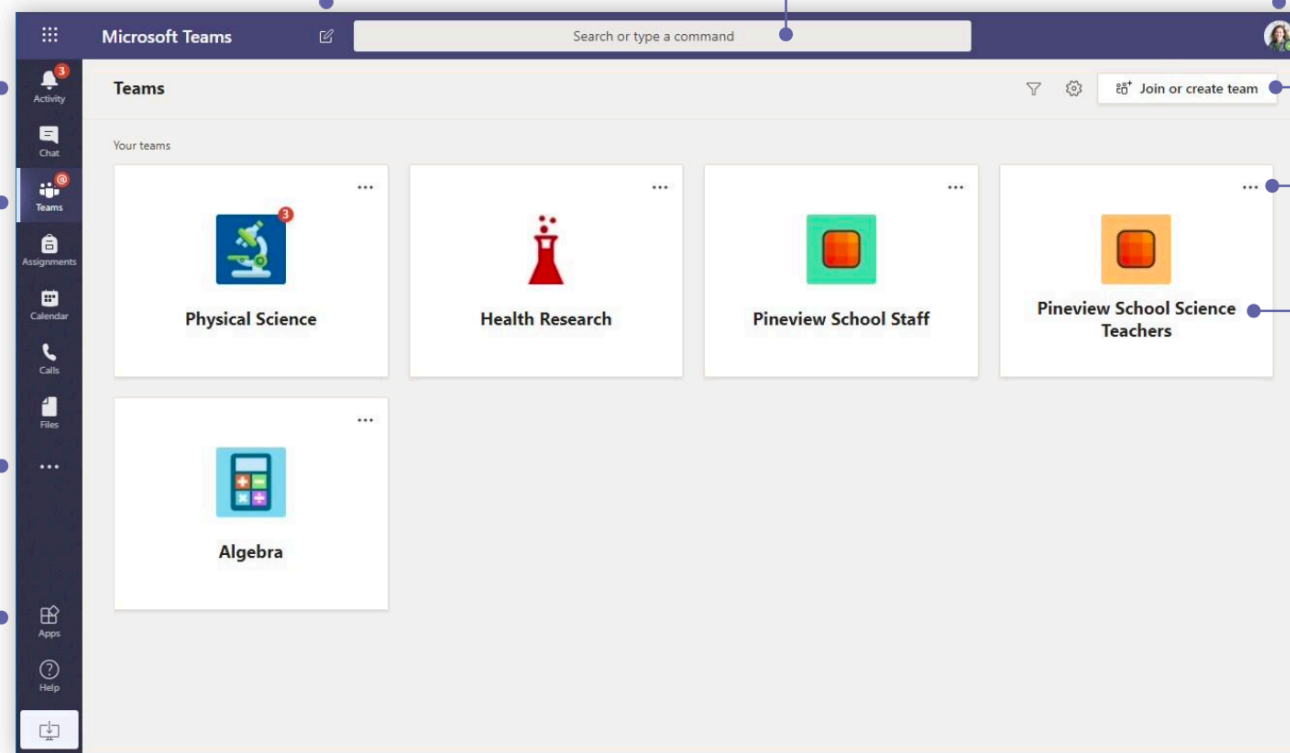 Microsoft Teams
Search or type a command
3
Activity
Chat
@
Teams
Assignments
Calendar
Calls
Files
Apps
Help
Teams
Join or create team
Your teams
3
Physical Science
Health Research
Pineview School Staff
Pineview School Science
Teachers
Algebra